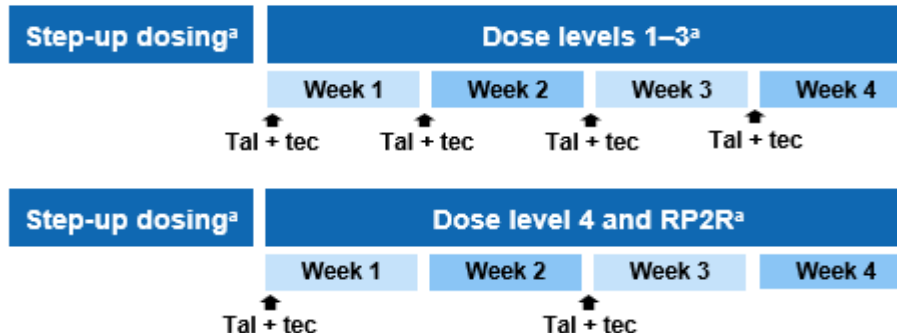 Step-up dosingᵃ Dose levels 1–3ᵃ
Week 1 Week 2 Week 3 Week 4
Tal + tec Tal + tec Tal + tec Tal + tec
Step-up dosingᵃ Dose level 4 and RP2Rᵃ
Week 1 Week 2 Week 3 Week 4
Tal + tec Tal + tec